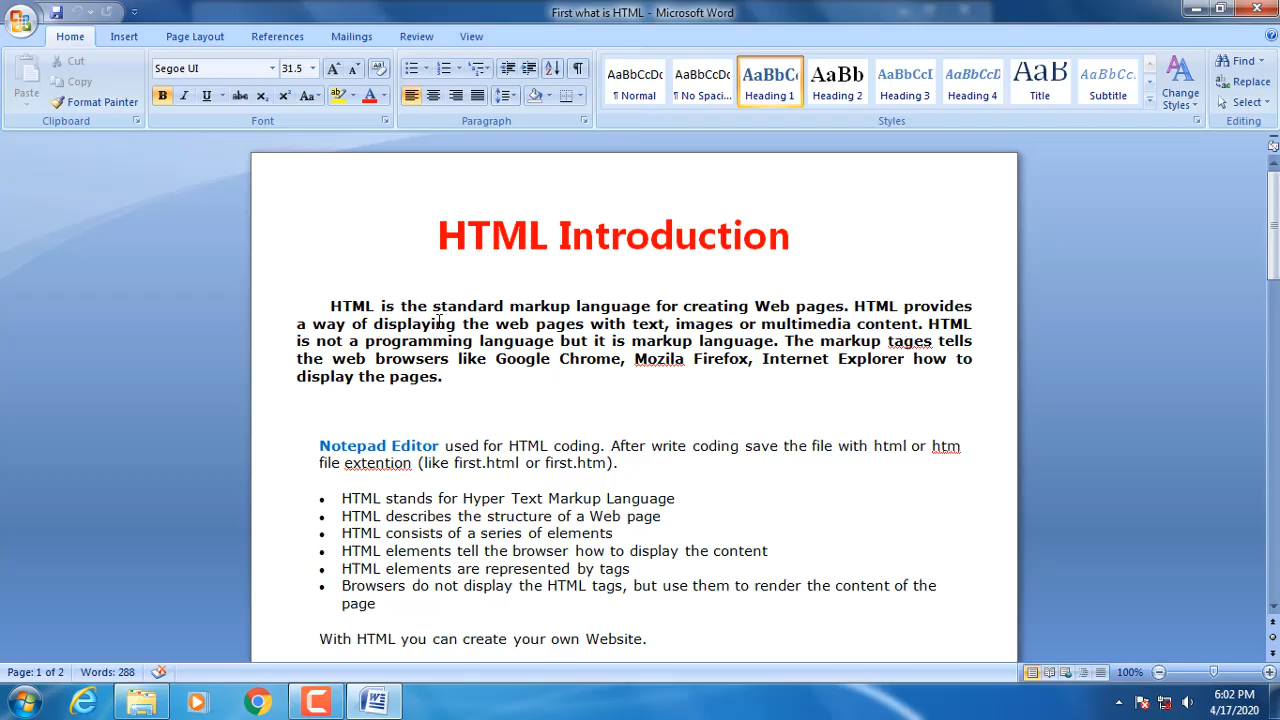 First what is HTML - Microsoft Word
Home Insert Page Layout References Mailings Review View
Paste
Cut
Copy
Format Painter
Clipboard
Segoe UI 31.5
Font
Paragraph
AaBbCcDc AaBbCcDc AaBbC AaBb AaBbCcI AaBbCcD AaB AaBbCc.
¶ Normal ¶ No Spaci... Heading 1 Heading 2 Heading 3 Heading 4 Title Subtitle
Change
Styles
Styles
Find
Replace
Select
Editing
HTML Introduction
HTML is the standard markup language for creating Web pages. HTML provides
a way of displaying the web pages with text, images or multimedia content. HTML
is not a programming language but it is markup language. The markup tages tells
the web browsers like Google Chrome, Mozila Firefox, Internet Explorer how to
display the pages.
Notepad Editor used for HTML coding. After write coding save the file with html or htm
file extention (like first.html or first.htm).
• HTML stands for Hyper Text Markup Language
• HTML describes the structure of a Web page
• HTML consists of a series of elements
• HTML elements tell the browser how to display the content
• HTML elements are represented by tags
• Browsers do not display the HTML tags, but use them to render the content of the
page
With HTML you can create your own Website.
Page: 1 of 2 Words: 288 100%
6:02 PM
4/17/2020